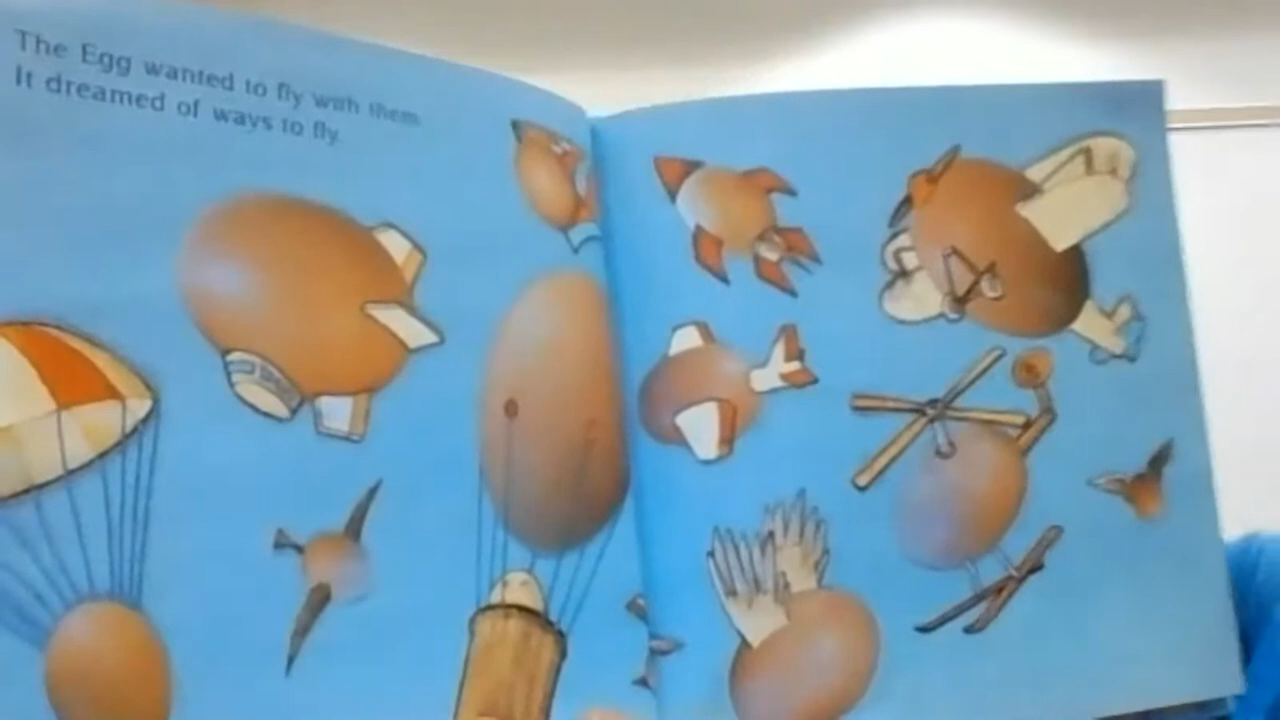 The Egg wanted to fly with them.
It dreamed of ways to fly.